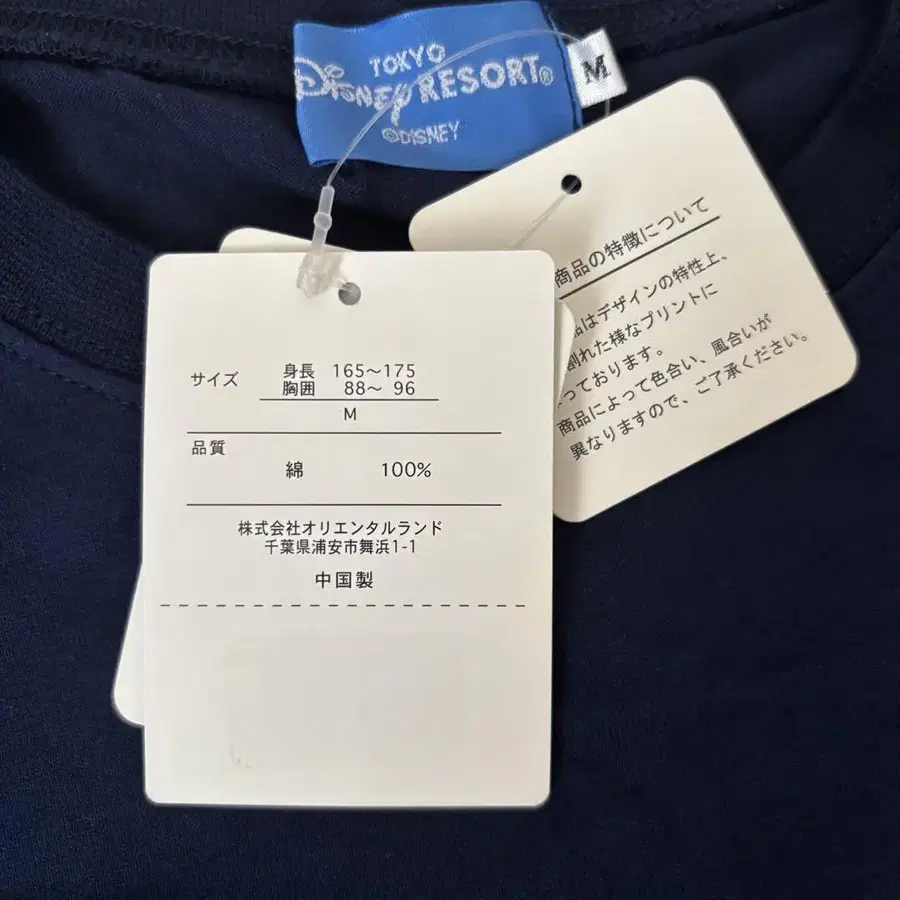 TOKYO
Disney RESORT®
©DISNEY
M
商品の特徴について
品はデザインの特性上、
割れた様なプリントに
っております。
商品によって色合い、風合いが
異なりますので、ご了承ください。
サイズ
身長 165〜175
胸囲 88〜 96
M
品質
綿 100%
株式会社オリエンタルランド
千葉県浦安市舞浜1-1
中国製